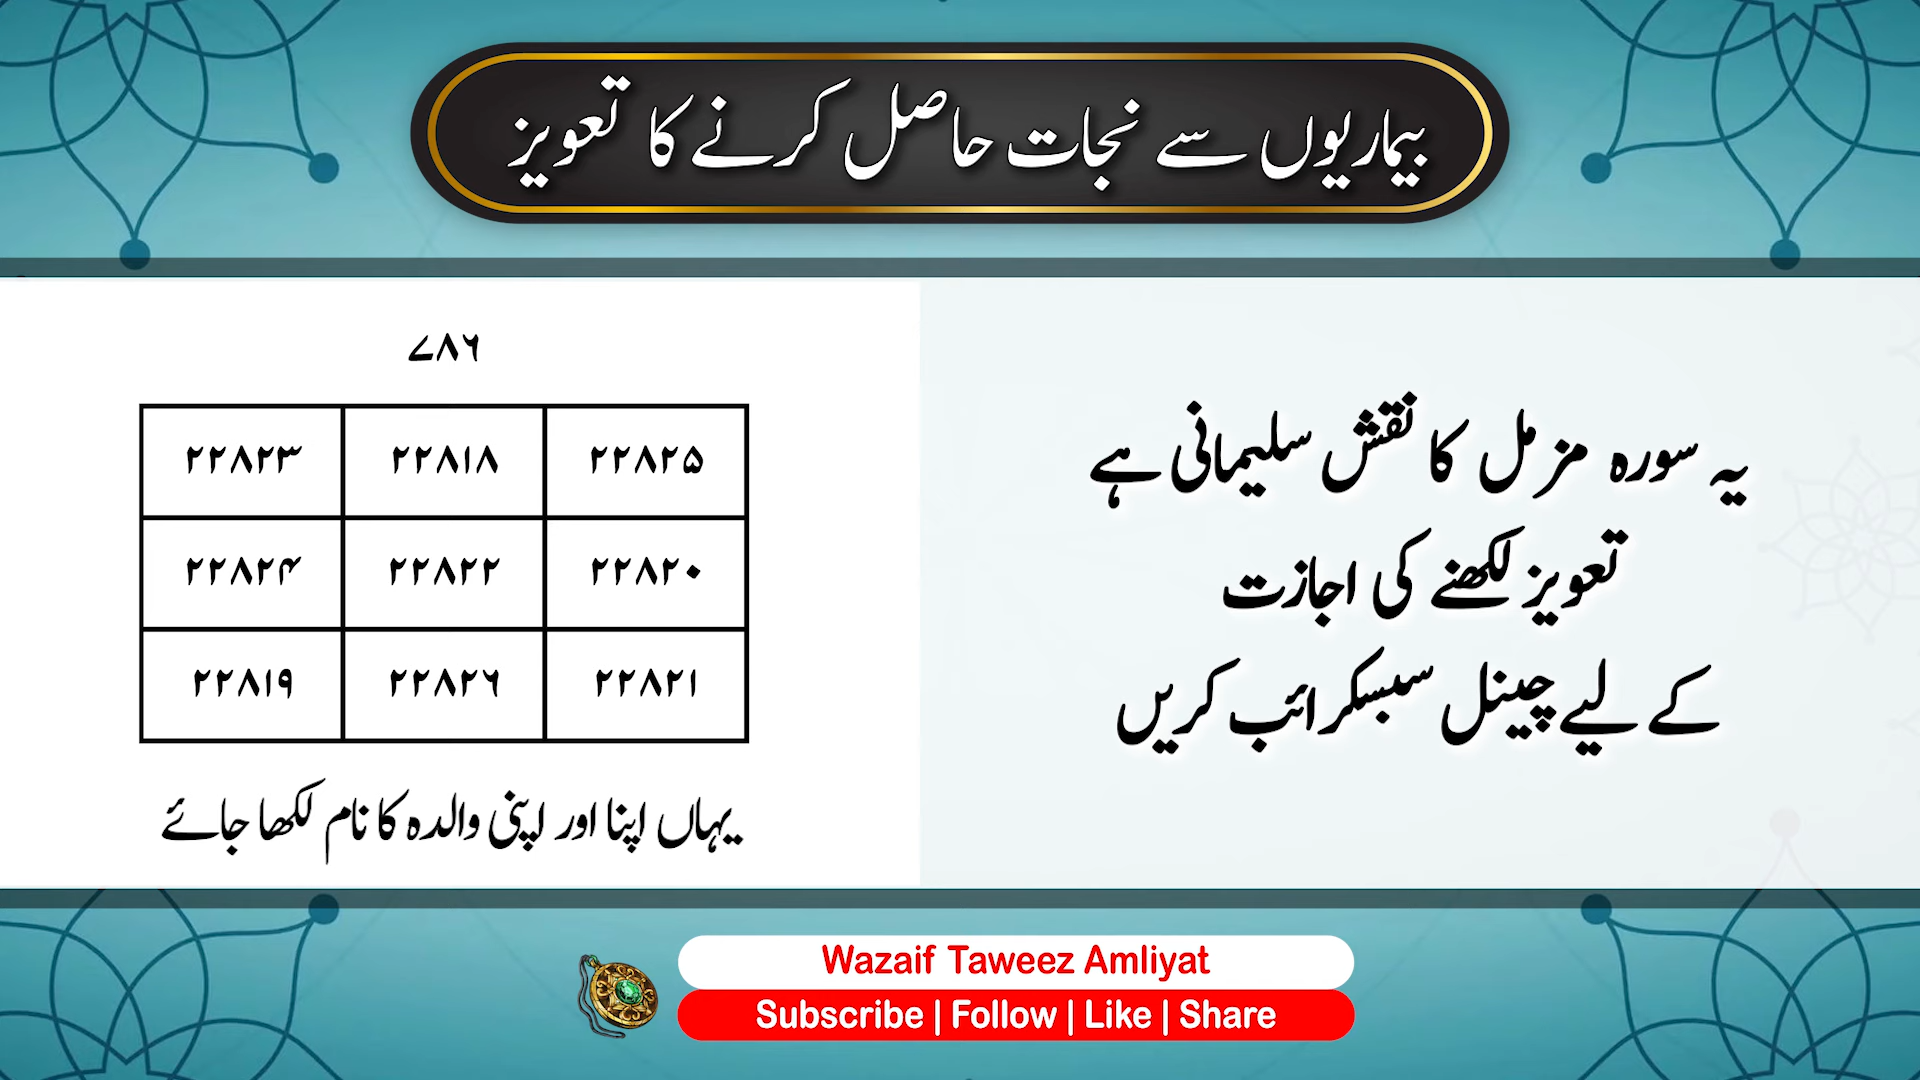 بیماریوں سے نجات حاصل کرنے کا تعویز
۷۸۶
۲۲۸۲۳ ۲۲۸۱۸ ۲۲۸۲۵
۲۲۸۲۴ ۲۲۸۲۲ ۲۲۸۲۰
۲۲۸۱۹ ۲۲۸۲۶ ۲۲۸۲۱
یہاں اپنا اور اپنی والدہ کا نام لکھا جائے
یہ سورہ مزمل کا نقش سلیمانی ہے
تعویز لکھنے کی اجازت
کے لیے چینل سبسکرائب کریں
Wazaif Taweez Amliyat
Subscribe | Follow | Like | Share